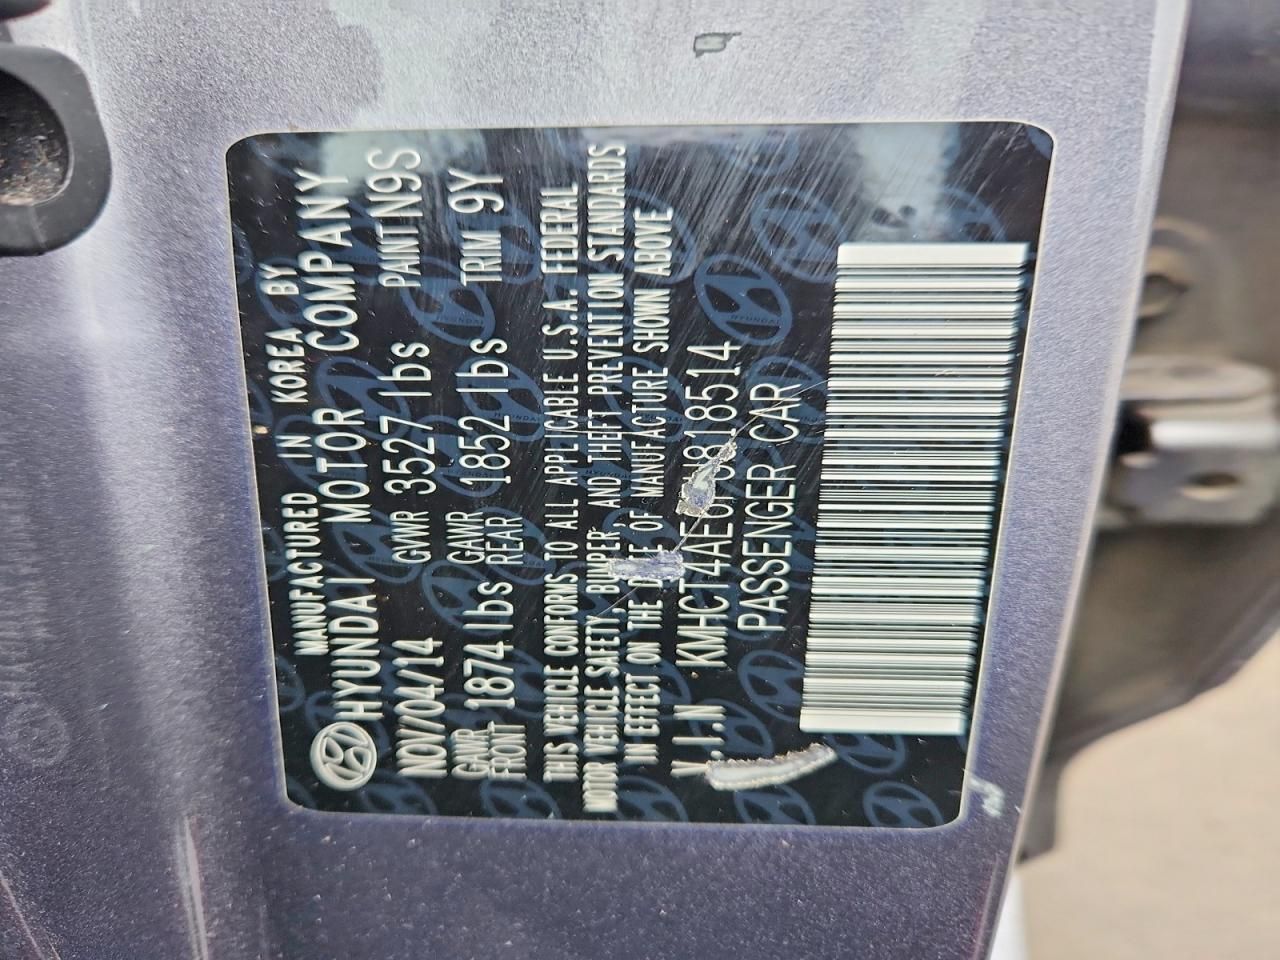 MANUFACTURED IN KOREA BY
HYUNDAI MOTOR COMPANY
NOV/04/14 GVWR 3527 lbs PAINT N9S
GAWR FRONT 1874 lbs GAWR REAR 1852 lbs TRIM 9Y
THIS VEHICLE CONFORMS TO ALL APPLICABLE U.S.A. FEDERAL
MOTOR VEHICLE SAFETY, BUMPER, AND THEFT PREVENTION STANDARDS
IN EFFECT ON THE DATE OF MANUFACTURE SHOWN ABOVE
V.I.N
PASSENGER CAR
HYUNDAI